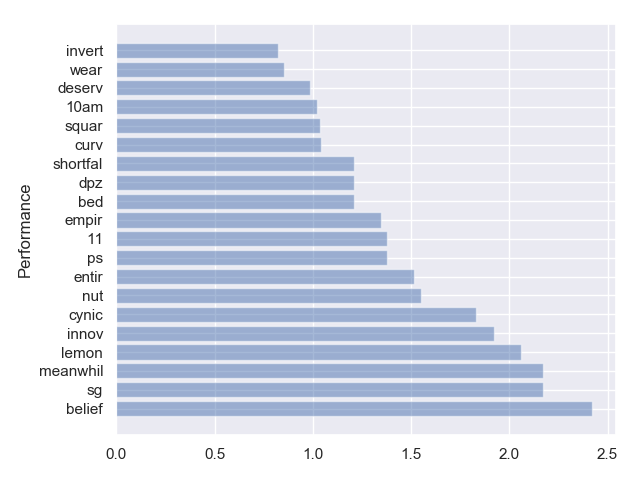 invert
wear
deserv
10am
squar
curv
shortfal
dpz
bed
empir
11
ps
entir
nut
cynic
innov
lemon
meanwhil
sg
belief
Performance
0.0 0.5 1.0 1.5 2.0 2.5